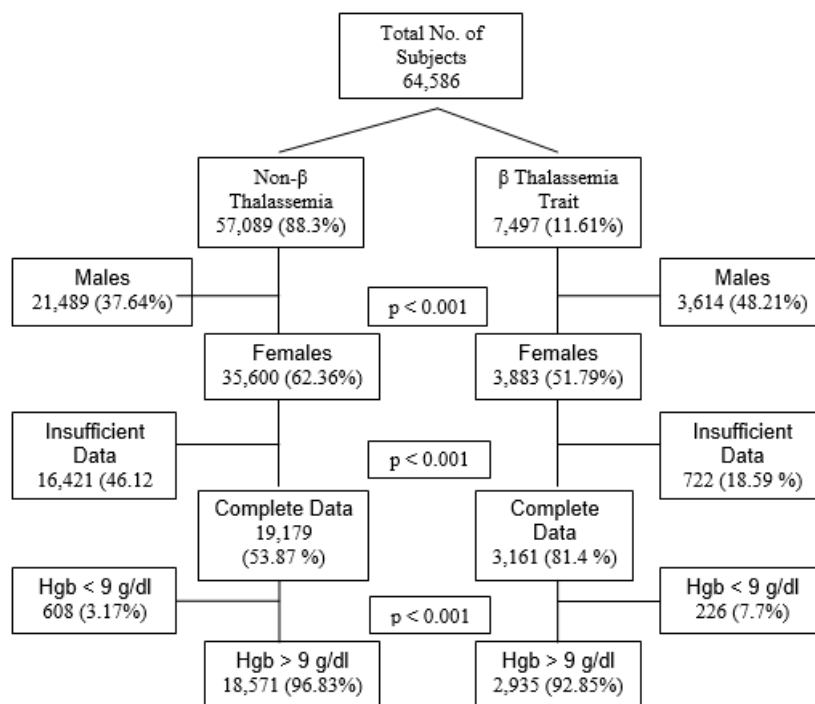 Total No. of
Subjects
64,586
Non-β
Thalassemia
57,089 (88.3%)
β Thalassemia
Trait
7,497 (11.61%)
Males
21,489 (37.64%)
p < 0.001
Males
3,614 (48.21%)
Females
35,600 (62.36%)
Females
3,883 (51.79%)
Insufficient
Data
16,421 (46.12
p < 0.001
Insufficient
Data
722 (18.59 %)
Complete Data
19,179
(53.87 %)
Complete
Data
3,161 (81.4 %)
Hgb < 9 g/dl
608 (3.17%)
p < 0.001
Hgb < 9 g/dl
226 (7.7%)
Hgb > 9 g/dl
18,571 (96.83%)
Hgb > 9 g/dl
2,935 (92.85%)